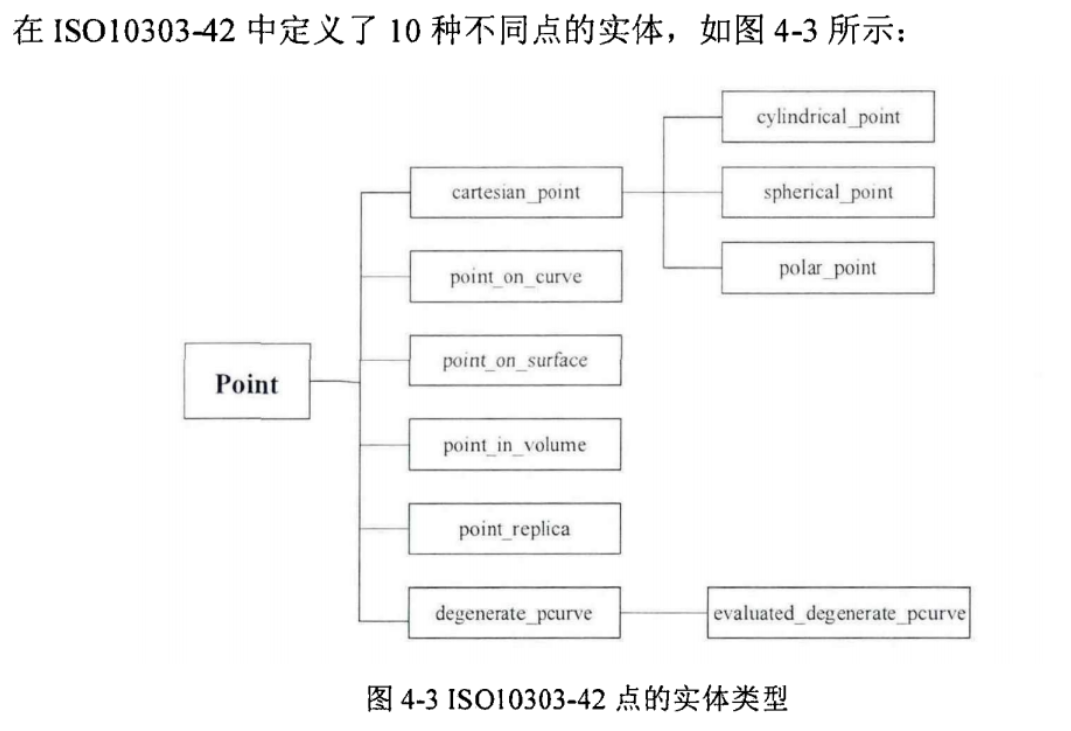 在 ISO10303-42 中定义了 10 种不同点的实体，如图 4-3 所示：
cylindrical_point
cartesian_point
spherical_point
polar_point
point_on_curve
point_on_surface
Point
point_in_volume
point_replica
degenerate_pcurve
evaluated_degenerate_pcurve
图 4-3 ISO10303-42 点的实体类型